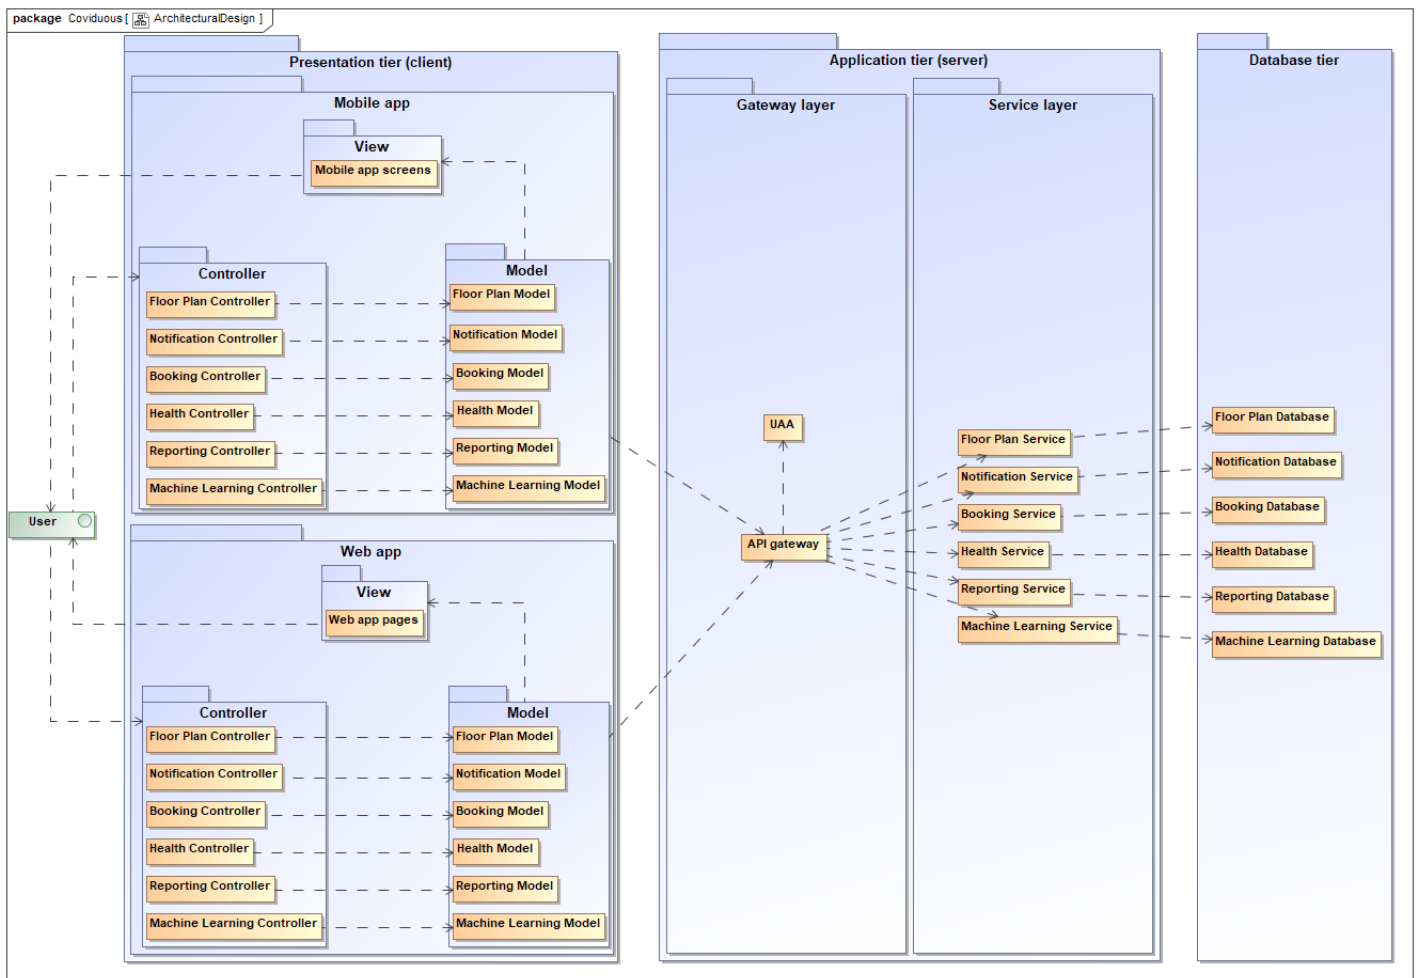 package Coviduous [ ArchitecturalDesign ]
Presentation tier (client)
Mobile app
View
Mobile app screens
Controller
Floor Plan Controller
Notification Controller
Booking Controller
Health Controller
Reporting Controller
Machine Learning Controller
Model
Floor Plan Model
Notification Model
Booking Model
Health Model
Reporting Model
Machine Learning Model
User
Web app
View
Web app pages
Controller
Floor Plan Controller
Notification Controller
Booking Controller
Health Controller
Reporting Controller
Machine Learning Controller
Model
Floor Plan Model
Notification Model
Booking Model
Health Model
Reporting Model
Machine Learning Model
Application tier (server)
Gateway layer
UAA
API gateway
Service layer
Floor Plan Service
Notification Service
Booking Service
Health Service
Reporting Service
Machine Learning Service
Database tier
Floor Plan Database
Notification Database
Booking Database
Health Database
Reporting Database
Machine Learning Database